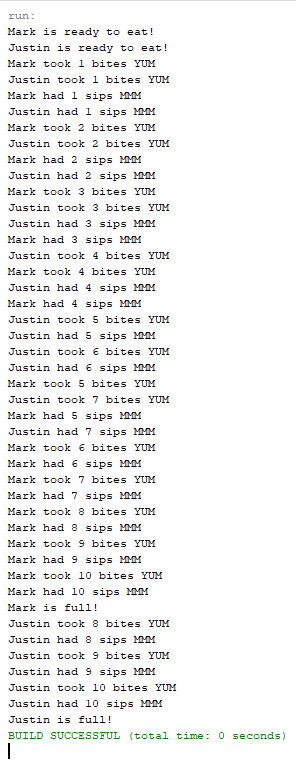 run:
Mark is ready to eat!
Justin is ready to eat!
Mark took 1 bites YUM
Justin took 1 bites YUM
Mark had 1 sips MMM
Justin had 1 sips MMM
Mark took 2 bites YUM
Justin took 2 bites YUM
Mark had 2 sips MMM
Justin had 2 sips MMM
Mark took 3 bites YUM
Justin took 3 bites YUM
Justin had 3 sips MMM
Mark had 3 sips MMM
Justin took 4 bites YUM
Mark took 4 bites YUM
Justin had 4 sips MMM
Mark had 4 sips MMM
Justin took 5 bites YUM
Justin had 5 sips MMM
Justin took 6 bites YUM
Justin had 6 sips MMM
Mark took 5 bites YUM
Justin took 7 bites YUM
Mark had 5 sips MMM
Justin had 7 sips MMM
Mark took 6 bites YUM
Mark had 6 sips MMM
Mark took 7 bites YUM
Mark had 7 sips MMM
Mark took 8 bites YUM
Mark had 8 sips MMM
Mark took 9 bites YUM
Mark had 9 sips MMM
Mark took 10 bites YUM
Mark had 10 sips MMM
Mark is full!
Justin took 8 bites YUM
Justin had 8 sips MMM
Justin took 9 bites YUM
Justin had 9 sips MMM
Justin took 10 bites YUM
Justin had 10 sips MMM
Justin is full!
BUILD SUCCESSFUL (total time: 0 seconds)